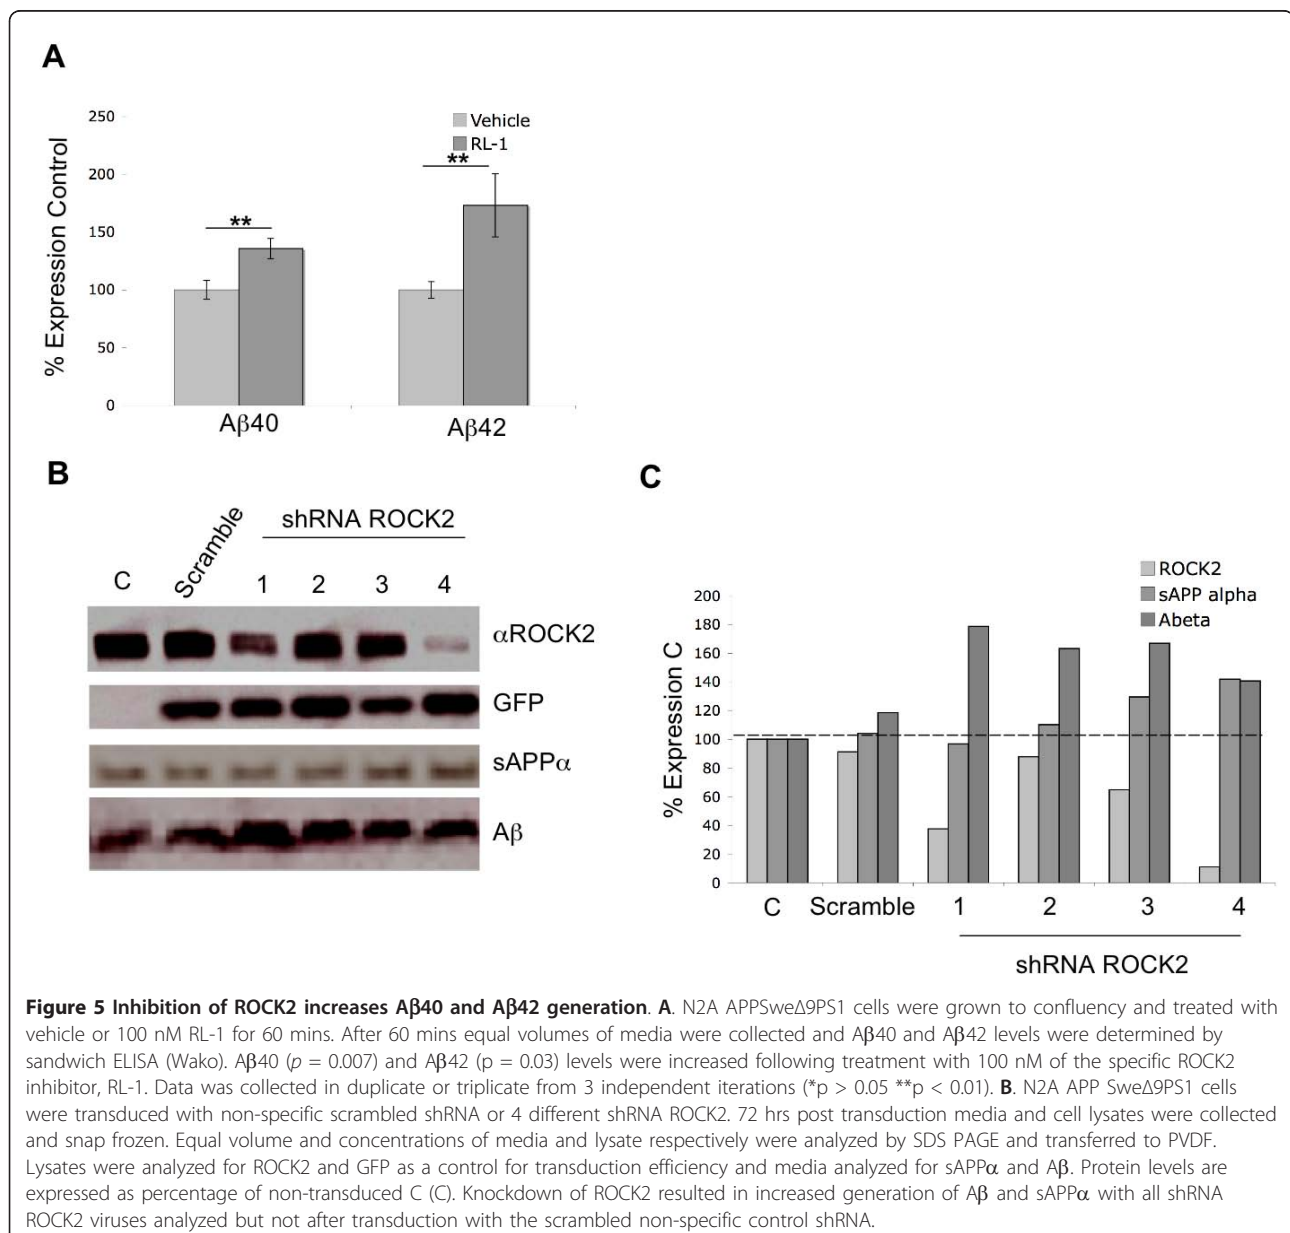 A
250
200
150
100
50
0
% Expression Control
Vehicle
RL-1
**
**
Aβ40
Aβ42
B
Scramble
shRNA ROCK2
C
1
2
3
4
αROCK2
GFP
sAPPα
Aβ
C
ROCK2
sAPP alpha
Abeta
200
180
160
140
120
100
80
60
40
20
0
% Expression C
C
Scramble
1
2
3
4
shRNA ROCK2
Figure 5 Inhibition of ROCK2 increases Aβ40 and Aβ42 generation. A. N2A APPSweΔ9PS1 cells were grown to confluency and treated with
vehicle or 100 nM RL-1 for 60 mins. After 60 mins equal volumes of media were collected and Aβ40 and Aβ42 levels were determined by
sandwich ELISA (Wako). Aβ40 (p = 0.007) and Aβ42 (p = 0.03) levels were increased following treatment with 100 nM of the specific ROCK2
inhibitor, RL-1. Data was collected in duplicate or triplicate from 3 independent iterations (*p > 0.05 **p < 0.01). B. N2A APP SweΔ9PS1 cells
were transduced with non-specific scrambled shRNA or 4 different shRNA ROCK. 72 hrs post transduction media and cell lysates were collected
and snap frozen. Equal volume and concentrations of media and lysate respectively were analyzed by SDS PAGE and transferred to PVDF.
Lysates were analyzed for ROCK2 and GFP as a control for transduction efficiency and media analyzed for sAPPα and Aβ. Protein levels are
expressed as percentage of non-transduced C (C). Knockdown of ROCK2 resulted in increased generation of Aβ and sAPPα with all shRNA
ROCK2 viruses analyzed but not after transduction with the scrambled non-specific control shRNA.